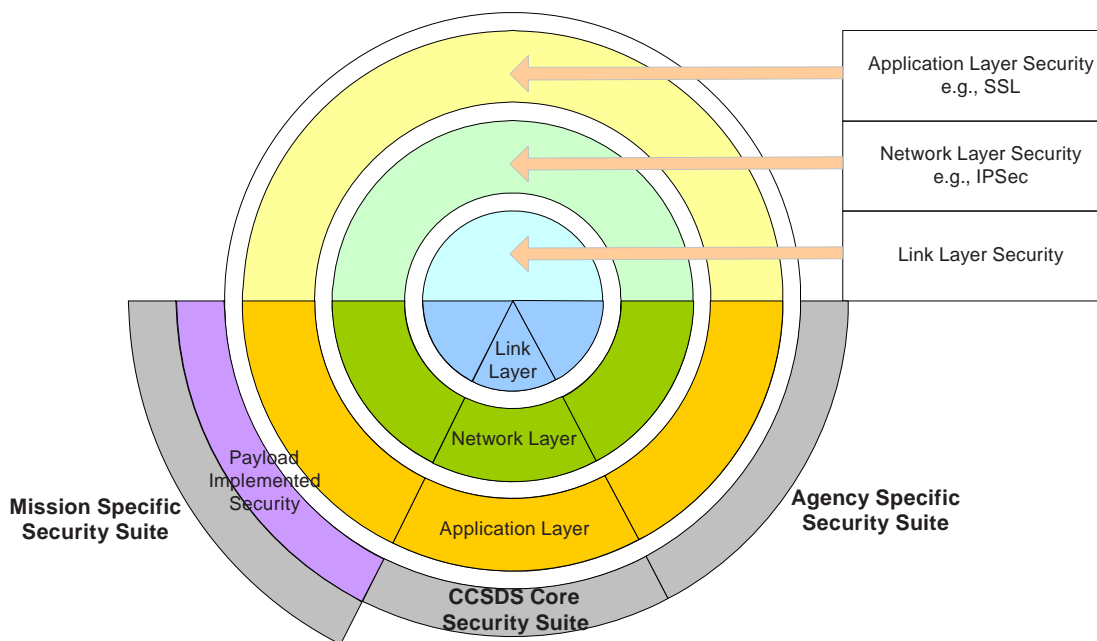 Application Layer Security
e.g., SSL
Network Layer Security
e.g., IPSec
Link Layer Security
Link
Layer
Network Layer
Application Layer
Payload
Implemented
Security
Mission Specific
Security Suite
CCSDS Core
Security Suite
Agency Specific
Security Suite